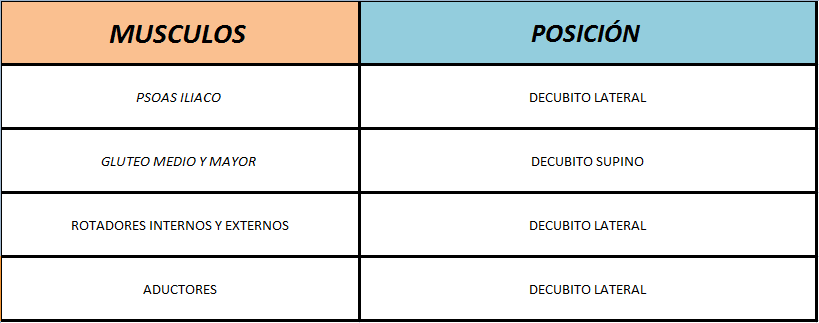 MUSCULOS POSICIÓN
PSOAS ILIACO DECUBITO LATERAL
GLUTEO MEDIO Y MAYOR DECUBITO SUPINO
ROTADORES INTERNOS Y EXTERNOS DECUBITO LATERAL
ADUCTORES DECUBITO LATERAL